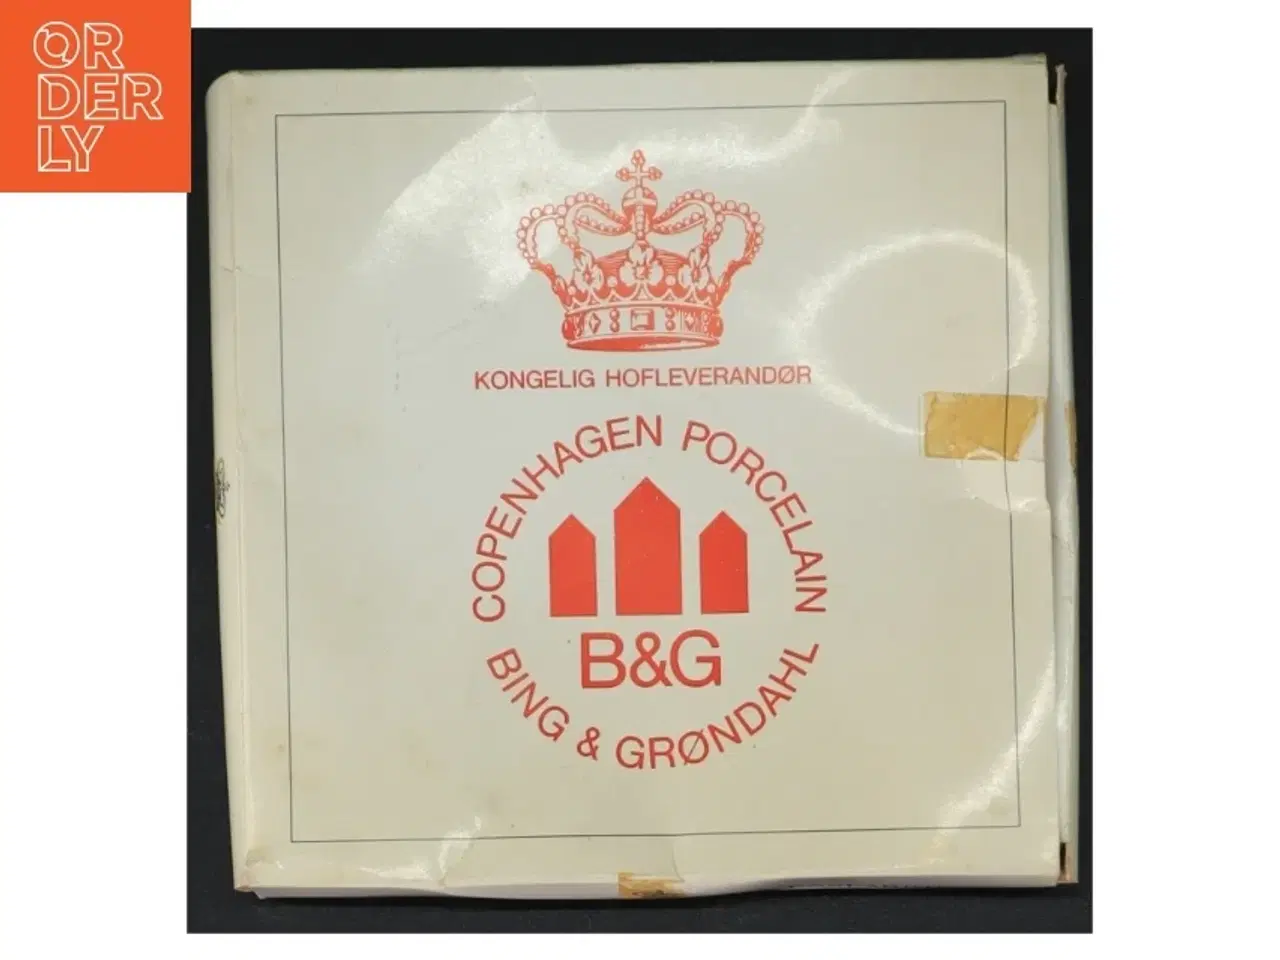 ORDERLY
KONGELIG HOFLEVERANDØR
COPENHAGEN PORCELAIN
B&G
BING & GRØNDAHL